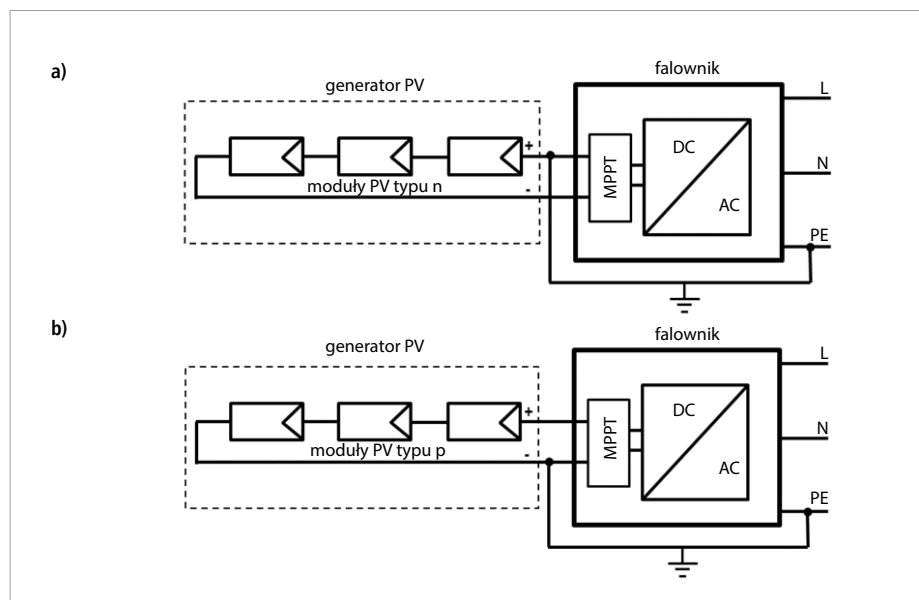 a)
falownik
generator PV
L
+
MPPT
DC
N
moduły PV typu n
-
AC
PE
b)
falownik
generator PV
L
+
MPPT
DC
N
moduły PV typu p
-
AC
PE